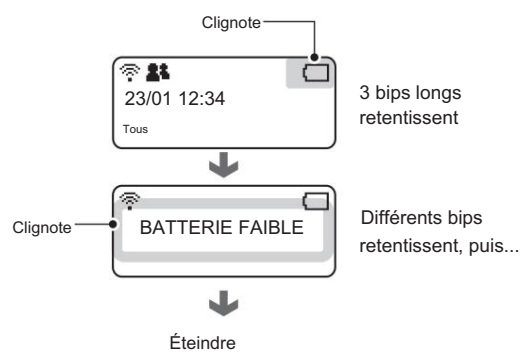 Clignote
23/01 12:34
Tous
3 bips longs
retentissent
Clignote
BATTERIE FAIBLE
Différents bips
retentissent, puis...
Éteindre